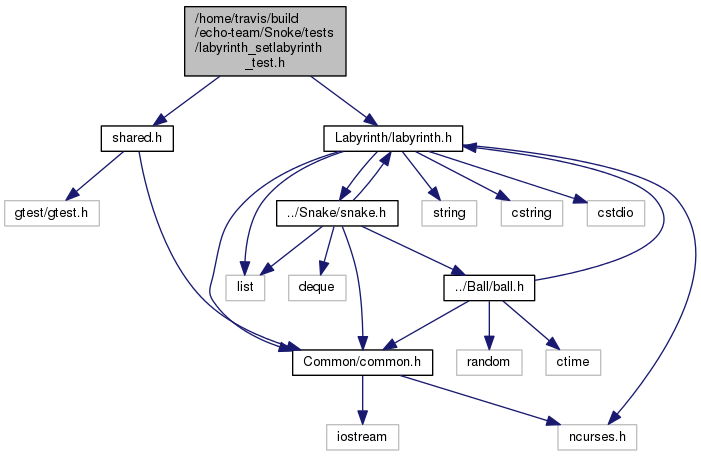 /home/travis/build
/echo-team/Snoke/tests
/labyrinth_setlabyrinth
_test.h
shared.h
Labyrinth/labyrinth.h
gtest/gtest.h
../Snake/snake.h
string
cstring
cstdio
list
deque
../Ball/ball.h
Common/common.h
random
ctime
iostream
ncurses.h